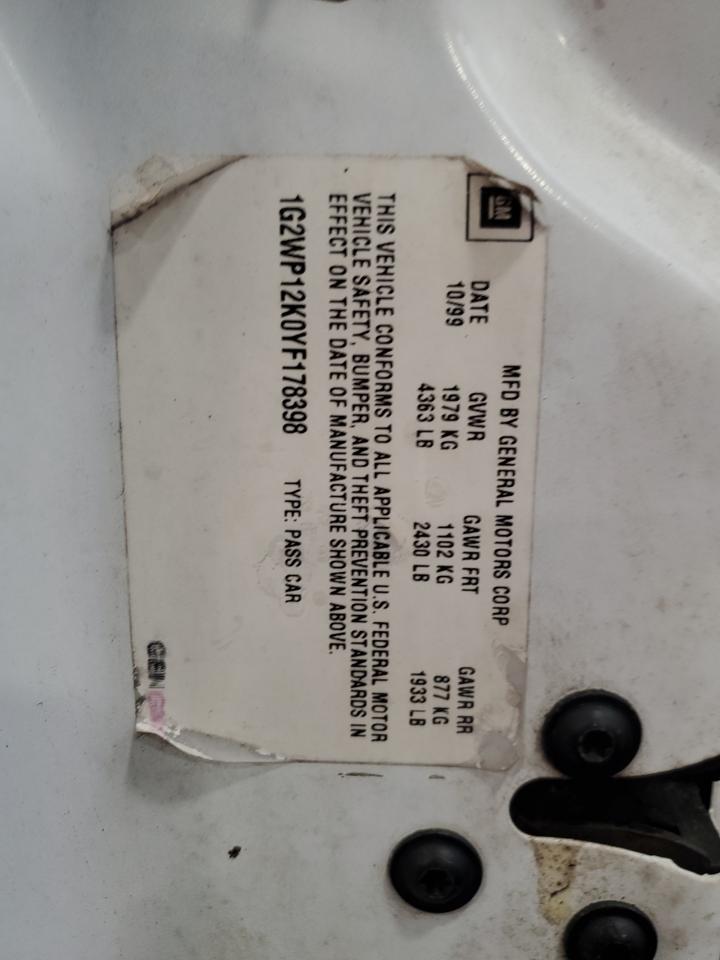 GM
MFD BY GENERAL MOTORS CORP
DATE GVWR GAWR FRT GAWR RR
10/99 1979 KG 1102 KG 877 KG
4363 LB 2430 LB 1933 LB
THIS VEHICLE CONFORMS TO ALL APPLICABLE U.S. FEDERAL MOTOR
VEHICLE SAFETY, BUMPER, AND THEFT PREVENTION STANDARDS IN
EFFECT ON THE DATE OF MANUFACTURE SHOWN ABOVE.
1G2WP12K0YF178398 TYPE: PASS CAR